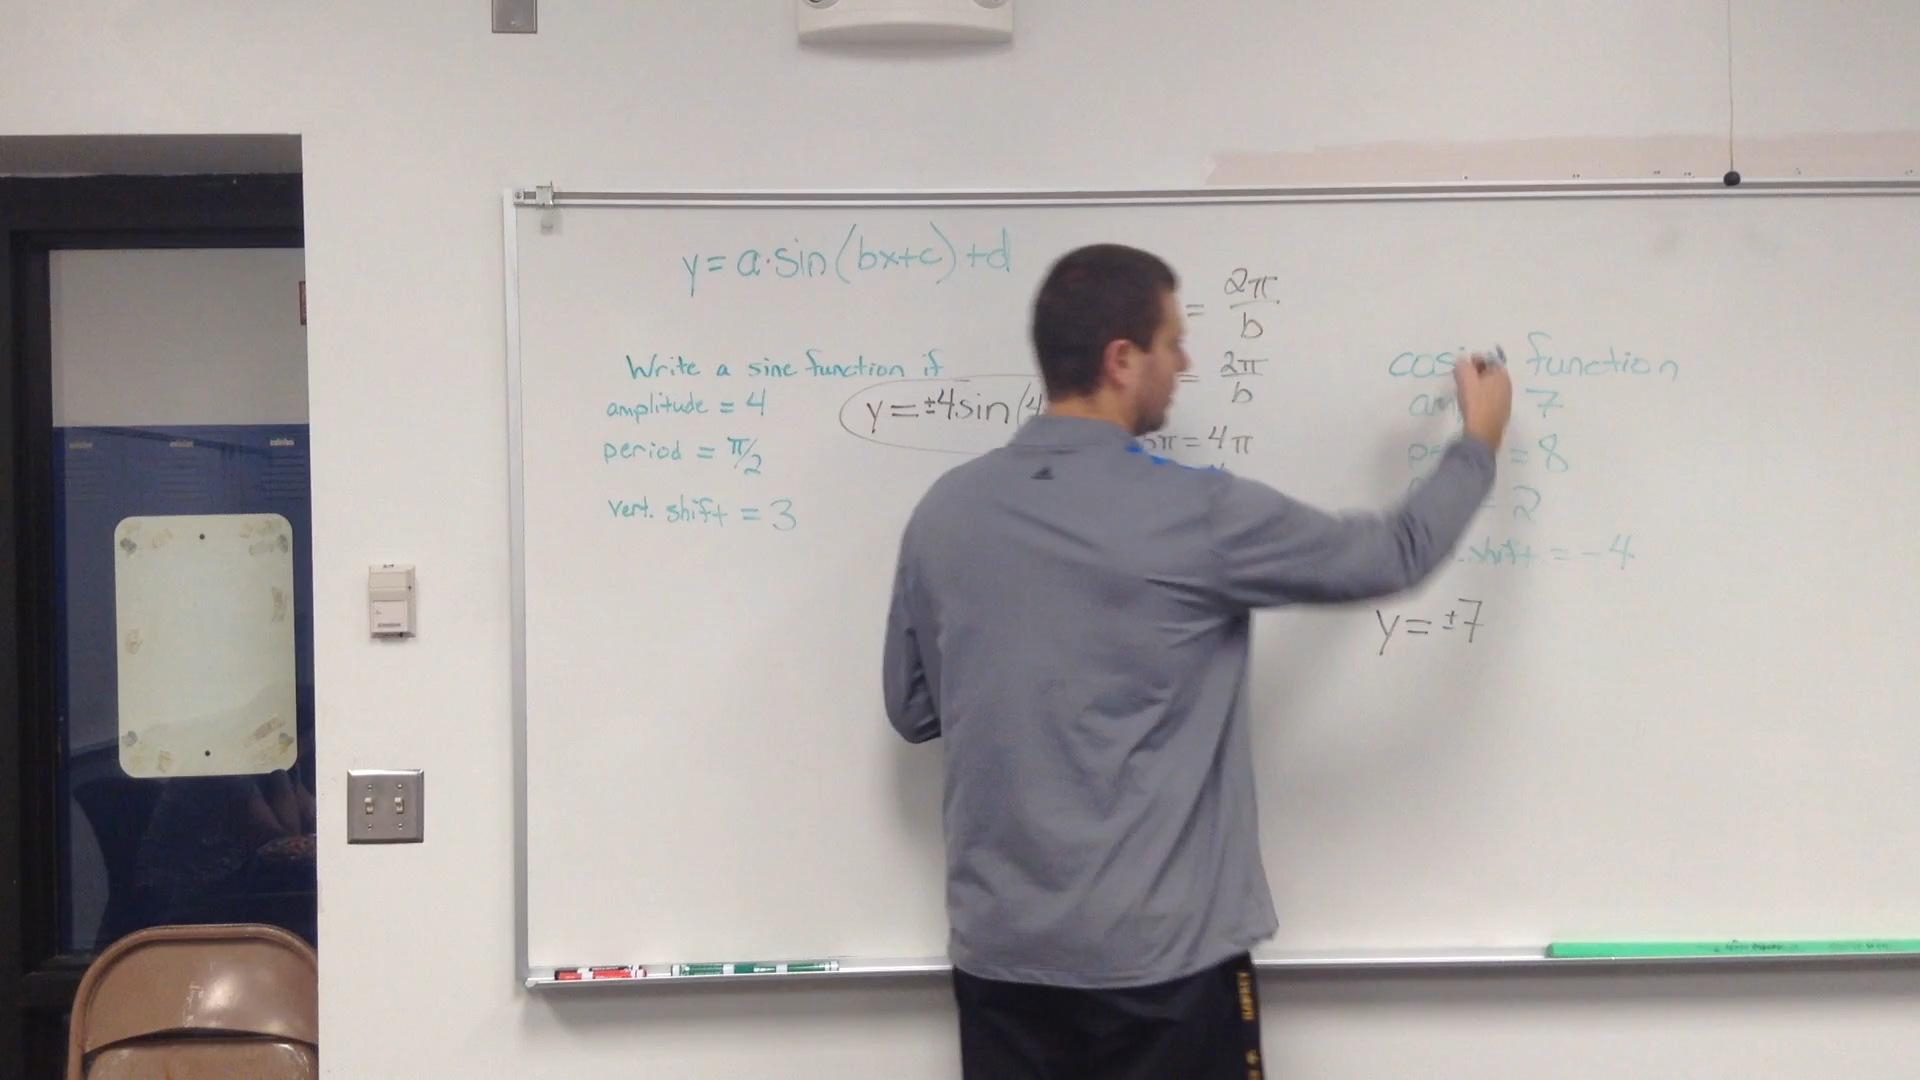 y = a·sin(bx+c)+d
Write a sine function if
amplitude = 4
period = π/2
vert. shift = 3
y = ±4sin(4
= 2π/b
= 2π/b
π = 4π
function
7
= 8
= 2
shift = -4
y = ±7